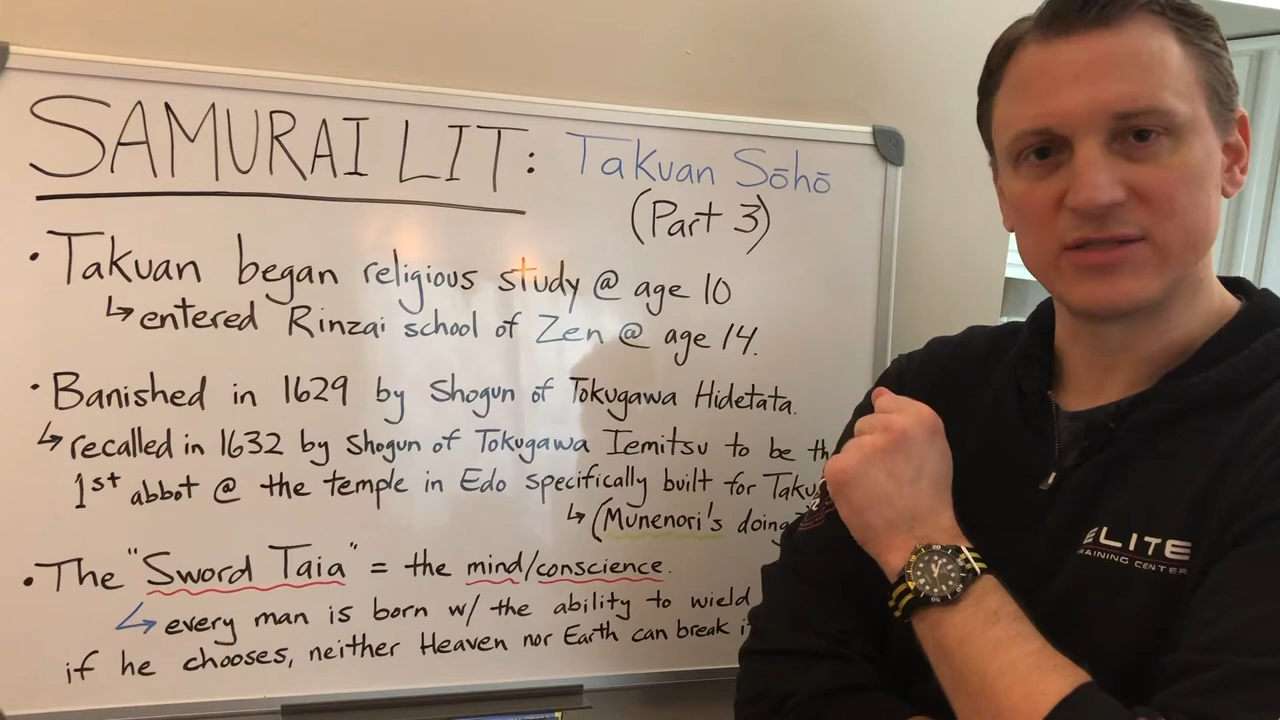 SAMURAI LIT: Takuan Sōhō
(Part 3)
• Takuan began religious study @ age 10
↳ entered Rinzai school of Zen @ age 14.
• Banished in 1629 by Shogun of Tokugawa Hidetata.
↳ recalled in 1632 by Shogun of Tokugawa Iemitsu to be
1st abbot @ the temple in Edo specifically built for
↳ (Munenori's doing
• The "Sword Taia" = the mind/conscience.
↳ every man is born w/ the ability to wield
if he chooses, neither Heaven nor Earth can break
ELITE
TRAINING CENTER